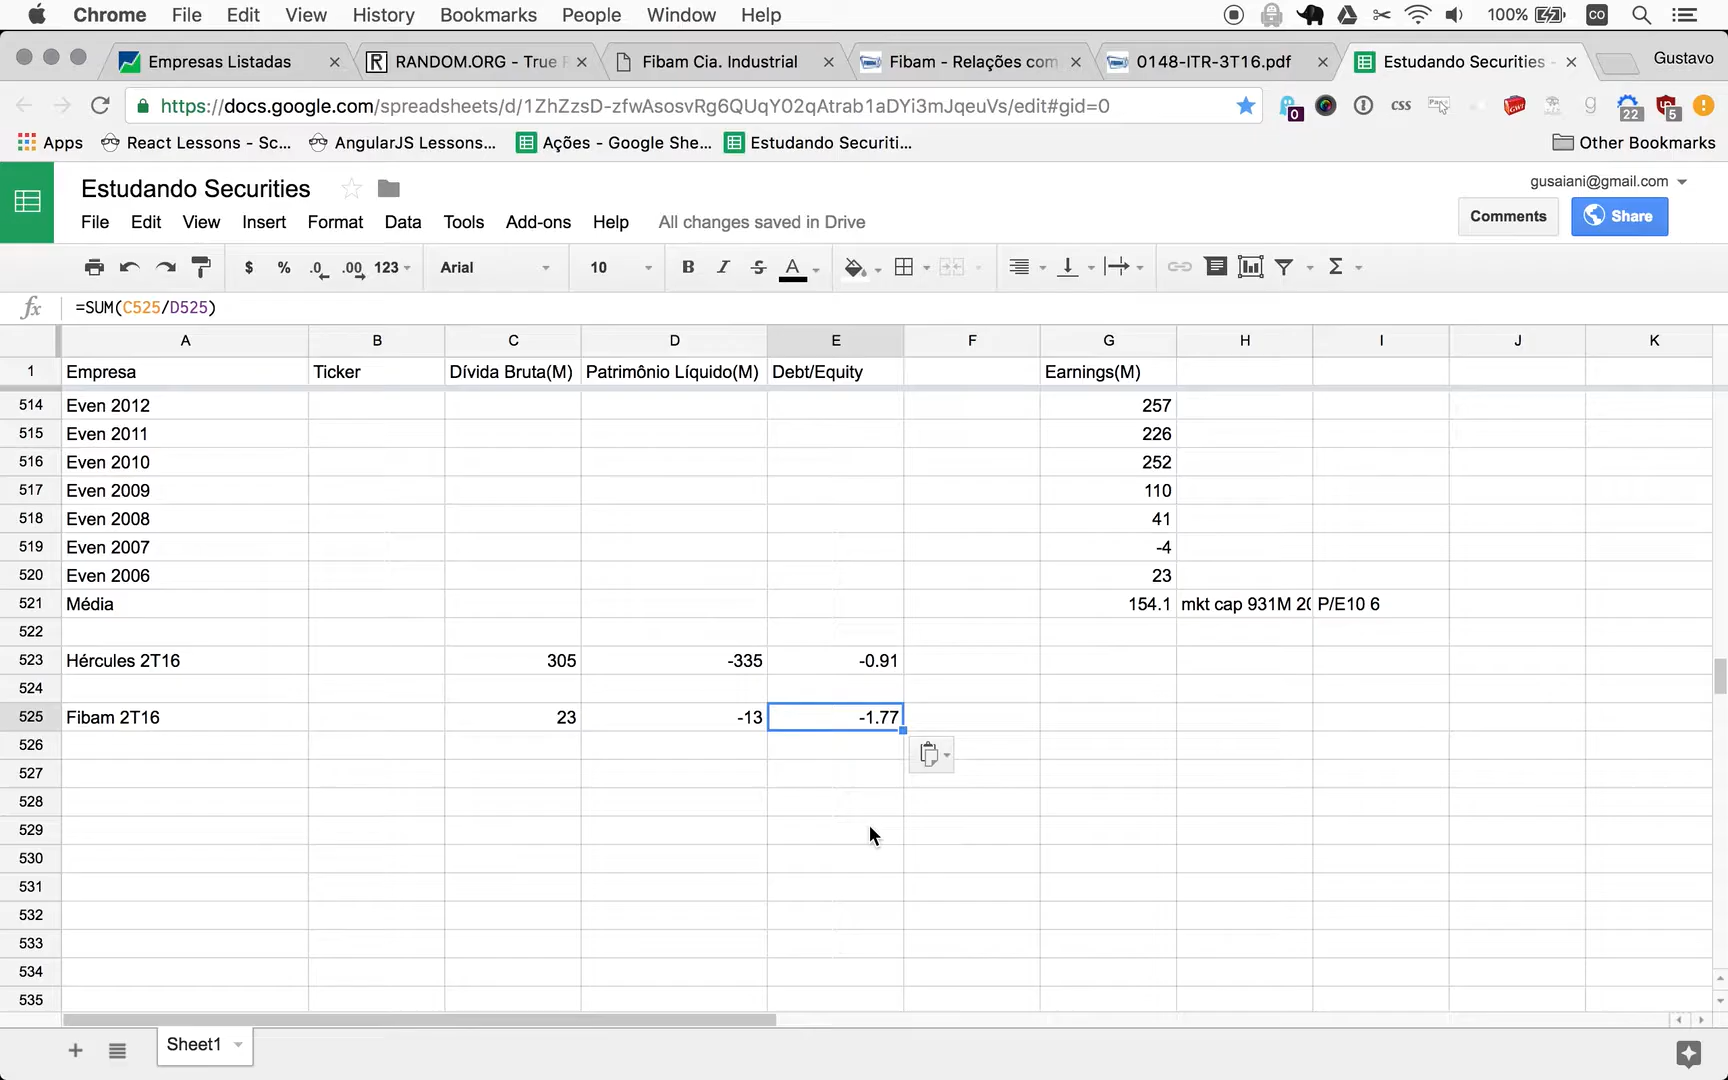 Chrome File Edit View History Bookmarks People Window Help 100%
Empresas Listadas RANDOM.ORG - True Fibam Cia. Industrial Fibam - Relações com 0148-ITR-3T16.pdf Estudando Securities - Gustavo
https://docs.google.com/spreadsheets/d/1ZhZzsD-zfwAsosvRg6QUqY02qAtrab1aDYi3mJqeuVs/edit#gid=0 0 css 22 5
Apps React Lessons - Sc... AngularJS Lessons... Ações - Google She... Estudando Securiti... Other Bookmarks
Estudando Securities gusaiani@gmail.com
File Edit View Insert Format Data Tools Add-ons Help All changes saved in Drive Comments Share
$ % .0 .00 123 Arial 10 B I S A Σ
fx =SUM(C525/D525)
A B C D E F G H I J K
1 Empresa Ticker Dívida Bruta(M) Patrimônio Líquido(M) Debt/Equity Earnings(M)
514 Even 2012 257
515 Even 2011 226
516 Even 2010 252
517 Even 2009 110
518 Even 2008 41
519 Even 2007 -4
520 Even 2006 23
521 Média 154.1 mkt cap 931M 20 P/E10 6
522
523 Hércules 2T16 305 -335 -0.91
524
525 Fibam 2T16 23 -13 -1.77
526
527
528
529
530
531
532
533
534
535
Sheet1